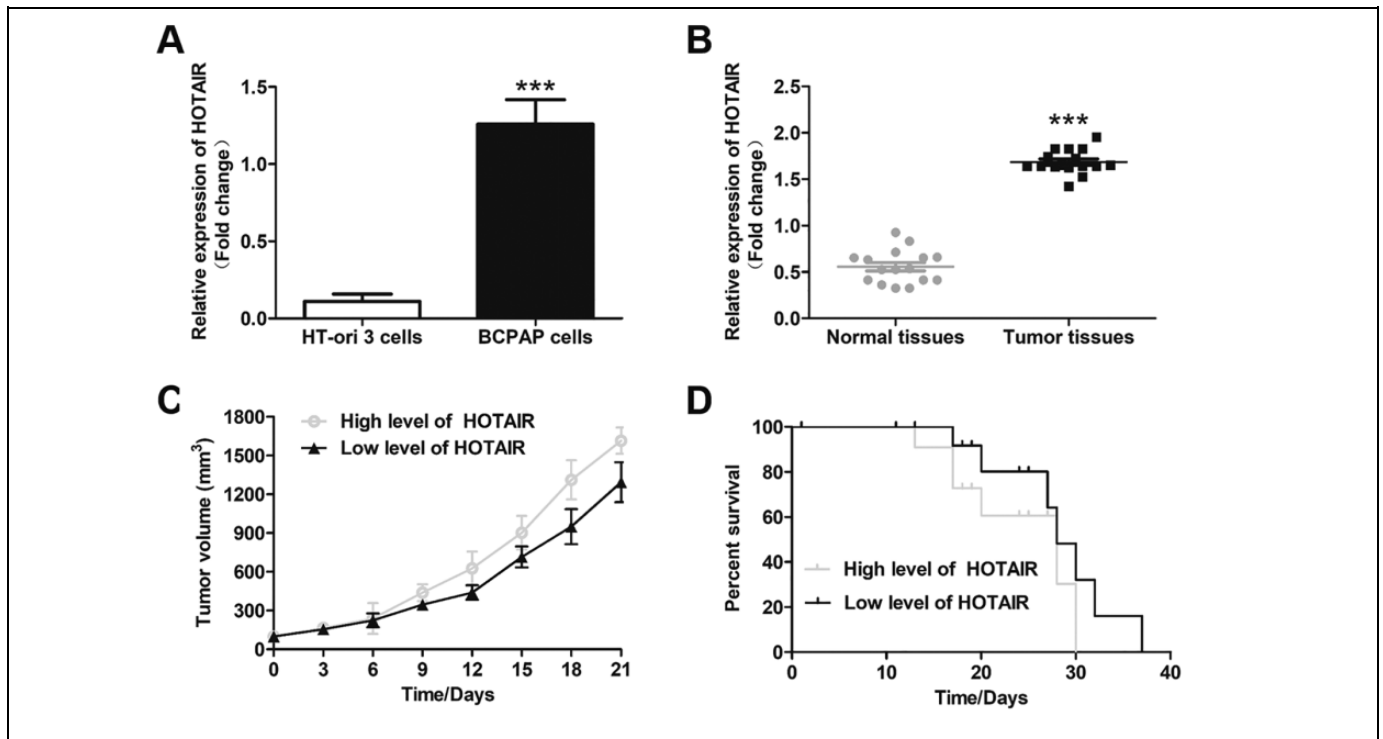 A
Relative expression of HOTAIR
(Fold change)
1.5
1.0
0.5
0.0
***
HT-ori 3 cells
BCPAP cells
B
Relative expression of HOTAIR
(Fold change)
2.5
2.0
1.5
1.0
0.5
0.0
***
Normal tissues
Tumor tissues
C
Tumor volume (mm³)
1800
1500
1200
900
600
300
0
High level of HOTAIR
Low level of HOTAIR
0 3 6 9 12 15 18 21
Time/Days
D
Percent survival
100
80
60
40
20
0
High level of HOTAIR
Low level of HOTAIR
0 10 20 30 40
Time/Days